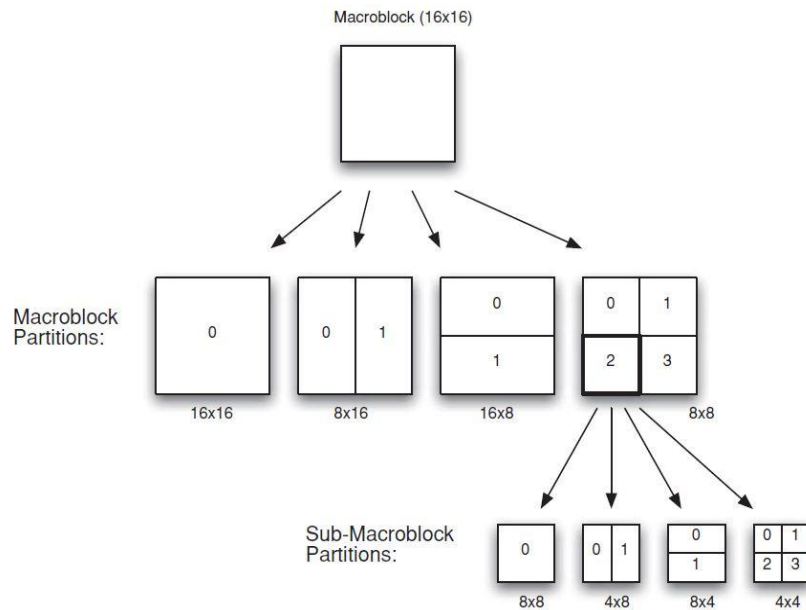 Macroblock (16x16)
Macroblock
Partitions:
0
0 1
0
1
0 1
2 3
16x16 8x16 16x8 8x8
Sub-Macroblock
Partitions:
0
0 1
0
1
0 1
2 3
8x8 4x8 8x4 4x4